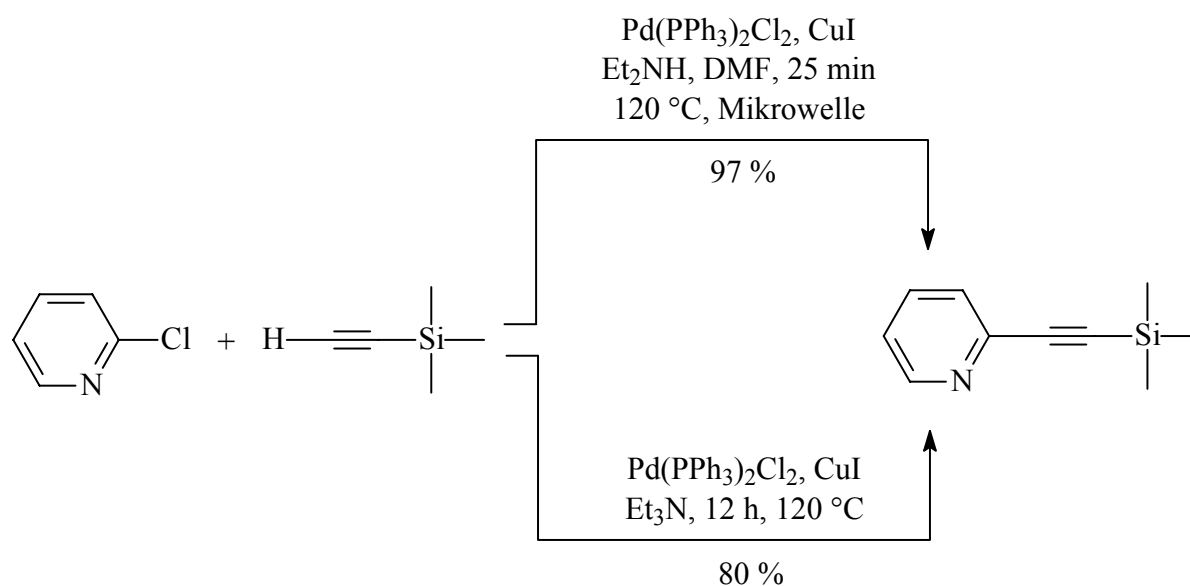 Pd(PPh3)2Cl2, CuI
Et2NH, DMF, 25 min
120 °C, Mikrowelle
97 %
Cl + H Si
N
Si
N
Pd(PPh3)2Cl2, CuI
Et3N, 12 h, 120 °C
80 %